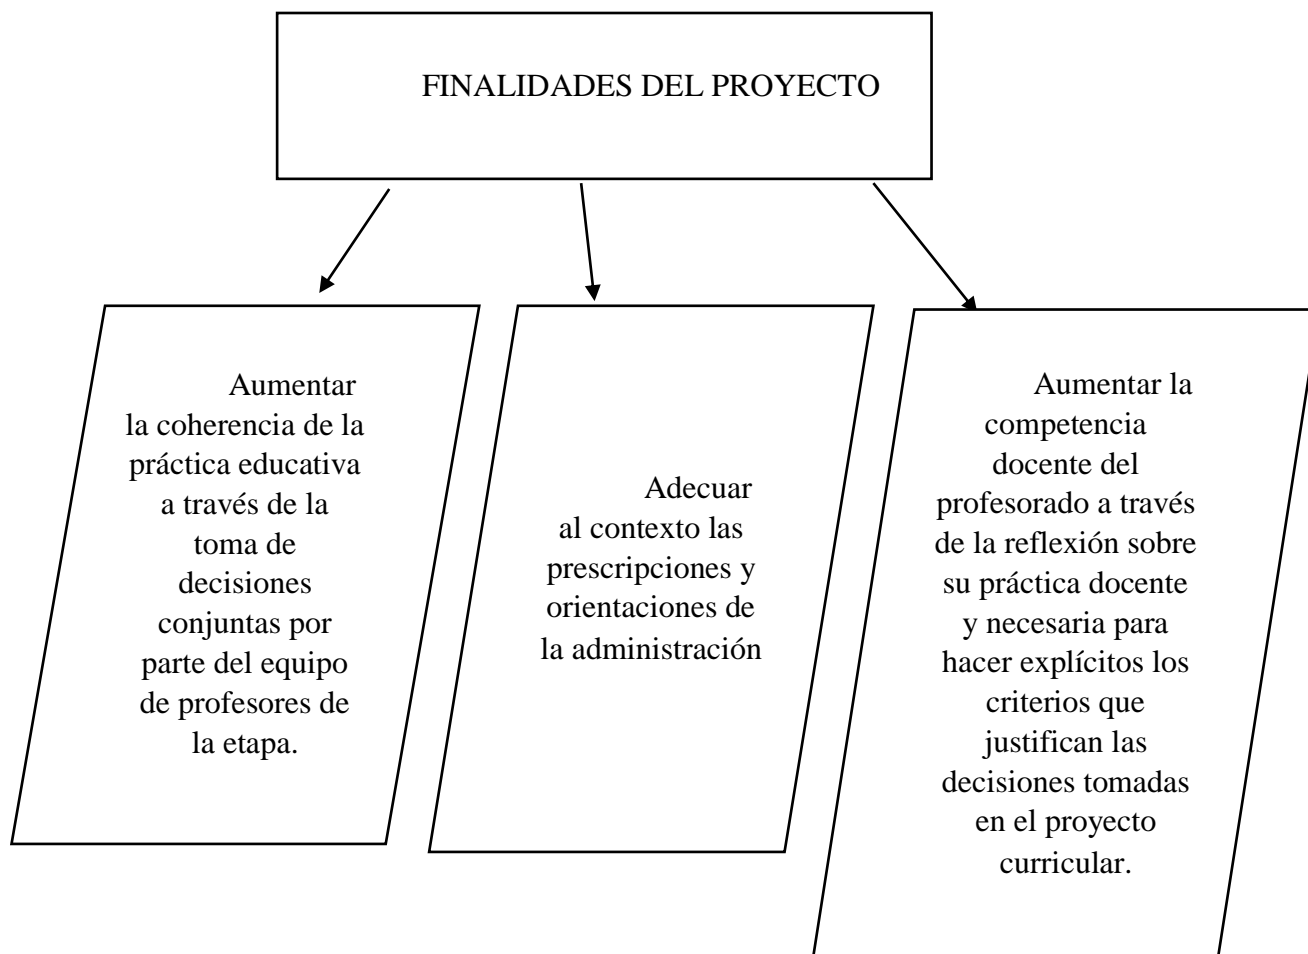 FINALIDADES DEL PROYECTO
Aumentar
la coherencia de la
práctica educativa
a través de la
toma de
decisiones
conjuntas por
parte del equipo
de profesores de
la etapa.
Adecuar
al contexto las
prescripciones y
orientaciones de
la administración
Aumentar la
competencia
docente del
profesorado a través
de la reflexión sobre
su práctica docente
y necesaria para
hacer explícitos los
criterios que
justifican las
decisiones tomadas
en el proyecto
curricular.